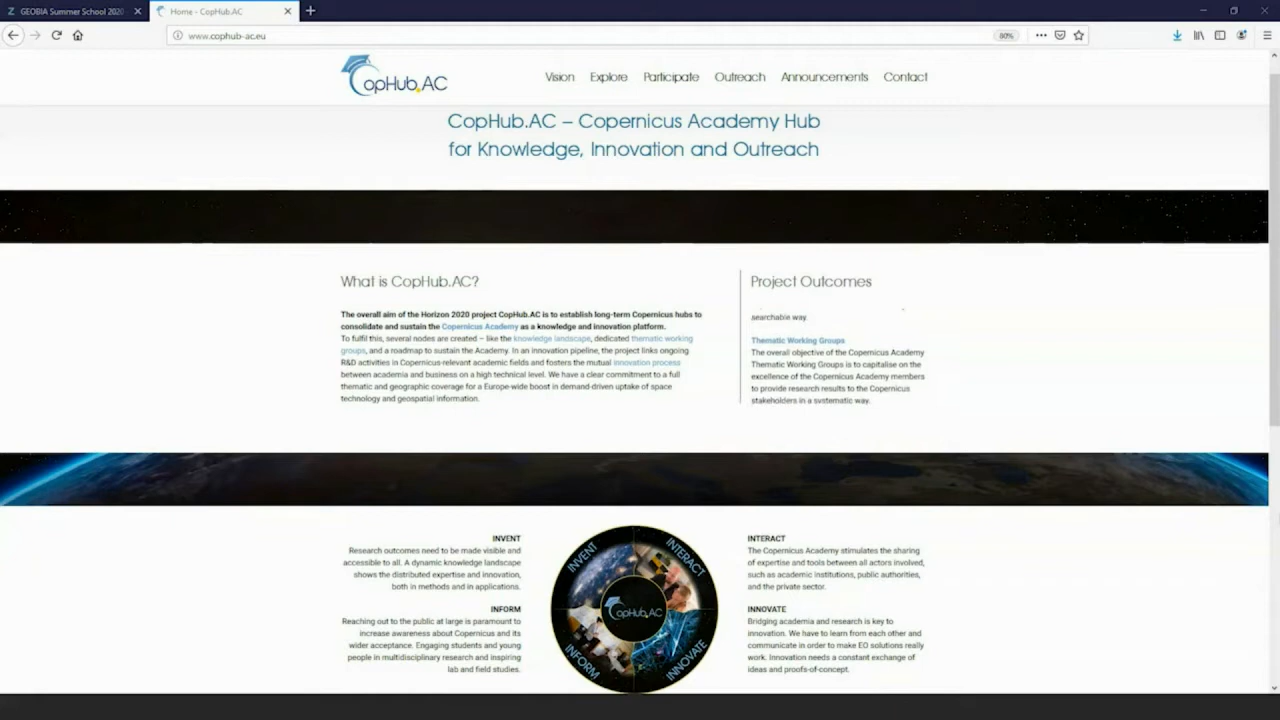 GEOBIA Summer School 2020
Home - CopHub.AC
www.cophub-ac.eu
80%
CopHub.AC
Vision Explore Participate Outreach Announcements Contact
CopHub.AC – Copernicus Academy Hub
for Knowledge, Innovation and Outreach
What is CopHub.AC?
The overall aim of the Horizon 2020 project CopHub.AC is to establish long-term Copernicus hubs to
consolidate and sustain the Copernicus Academy as a knowledge and innovation platform.
To fulfil this, several nodes are created – like the knowledge landscape, dedicated thematic working
groups, and a roadmap to sustain the Academy. In an innovation pipeline, the project links ongoing
R&D activities in Copernicus-relevant academic fields and fosters the mutual innovation process
between academia and business on a high technical level. We have a clear commitment to a full
thematic and geographic coverage for a Europe-wide boost in demand-driven uptake of space
technology and geospatial information.
Project Outcomes
searchable way.
Thematic Working Groups
The overall objective of the Copernicus Academy
Thematic Working Groups is to capitalise on the
excellence of the Copernicus Academy members
to provide research results to the Copernicus
stakeholders in a systematic way.
INVENT
Research outcomes need to be made visible and
accessible to all. A dynamic knowledge landscape
shows the distributed expertise and innovation,
both in methods and in applications.
INFORM
Reaching out to the public at large is paramount to
increase awareness about Copernicus and its
wider acceptance. Engaging students and young
people in multidisciplinary research and inspiring
lab and field studies.
INVENT
INTERACT
CopHub.AC
INFORM
INNOVATE
INTERACT
The Copernicus Academy stimulates the sharing
of expertise and tools between all actors involved,
such as academic institutions, public authorities,
and the private sector.
INNOVATE
Bridging academia and research is key to
innovation. We have to learn from each other and
communicate in order to make EO solutions really
work. Innovation needs a constant exchange of
ideas and proofs-of-concept.